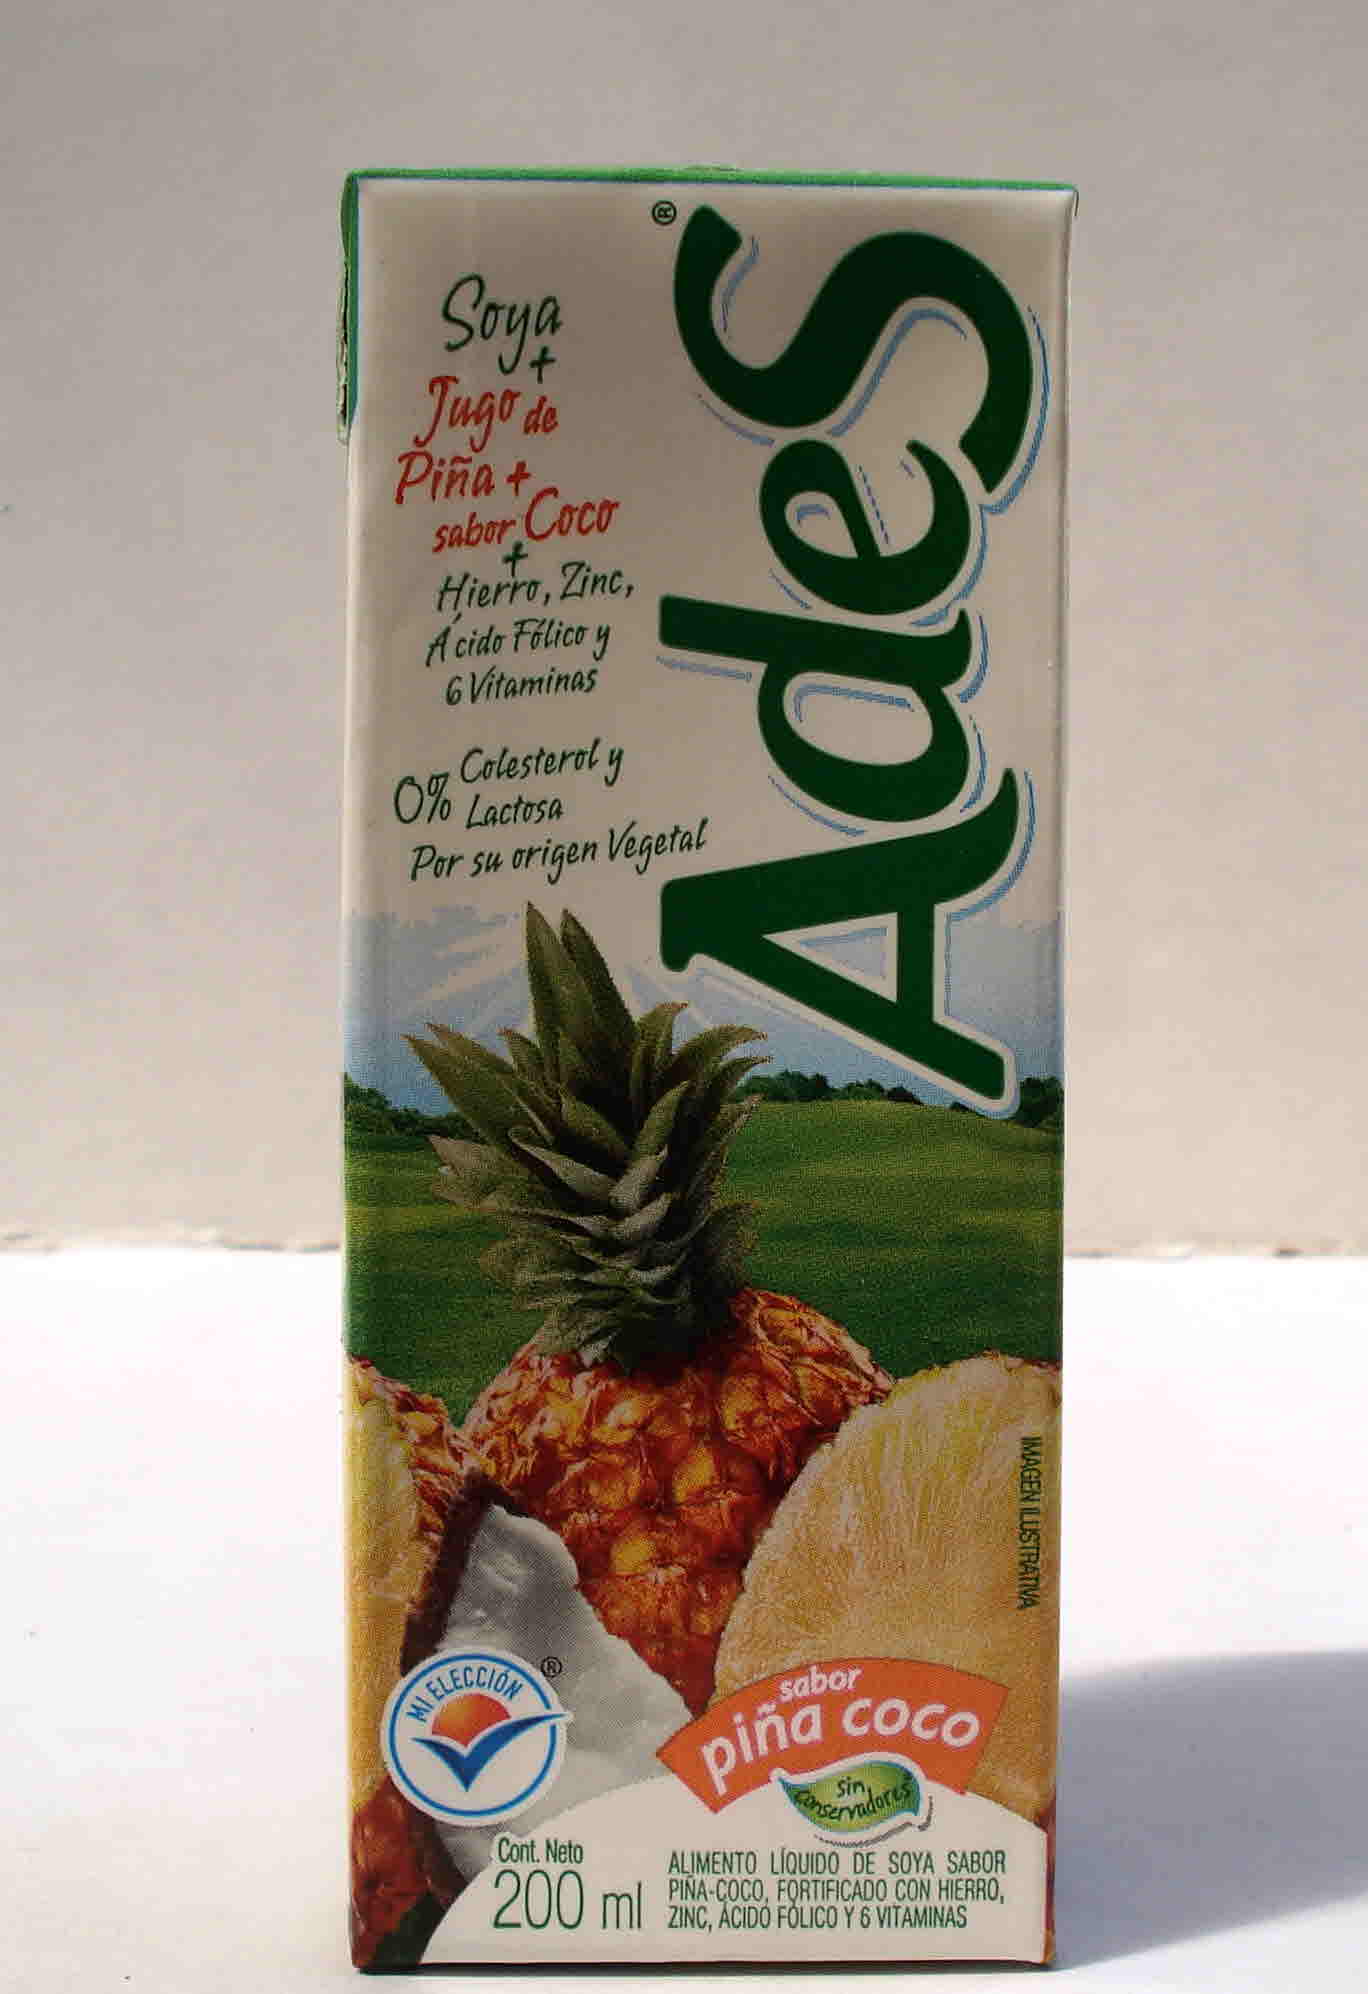 ®
AdeS
Soya
+
Jugo de
Piña +
sabor Coco
+
Hierro, Zinc,
Ácido Fólico y
6 Vitaminas
0% Colesterol y
Lactosa
Por su origen Vegetal
IMAGEN ILUSTRATIVA
MI ELECCIÓN ®
sabor
piña coco
sin
conservadores
Cont. Neto
200 ml
ALIMENTO LÍQUIDO DE SOYA SABOR
PIÑA-COCO, FORTIFICADO CON HIERRO,
ZINC, ÁCIDO FÓLICO Y 6 VITAMINAS